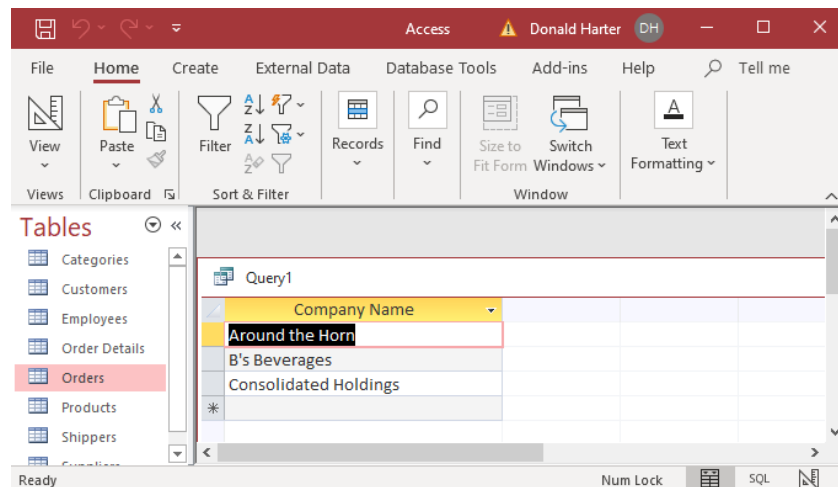 Access Donald Harter DH
File Home Create External Data Database Tools Add-ins Help Tell me
View
Paste
Filter
Records
Find
Size to Fit Form
Switch Windows
Text Formatting
Views Clipboard Sort & Filter Window
Tables
Categories
Customers
Employees
Order Details
Orders
Products
Shippers
Query1
Company Name
Around the Horn
B's Beverages
Consolidated Holdings
Ready Num Lock SQL